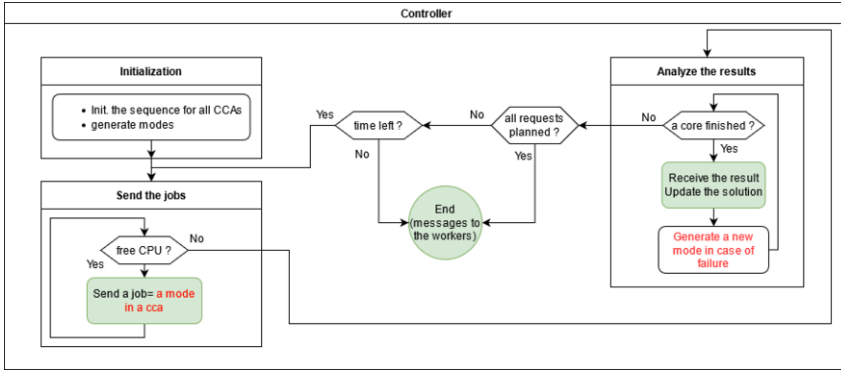 Controller
Initialization
• Init. the sequence for all CCAs
• generate modes
Send the jobs
free CPU ?
No
Yes
Send a job= a mode
in a cca
Yes
time left ?
No
No
all requests
planned ?
Yes
End
(messages to
the workers)
No
Analyze the results
a core finished ?
Yes
Receive the result
Update the solution
Generate a new
mode in case of
failure